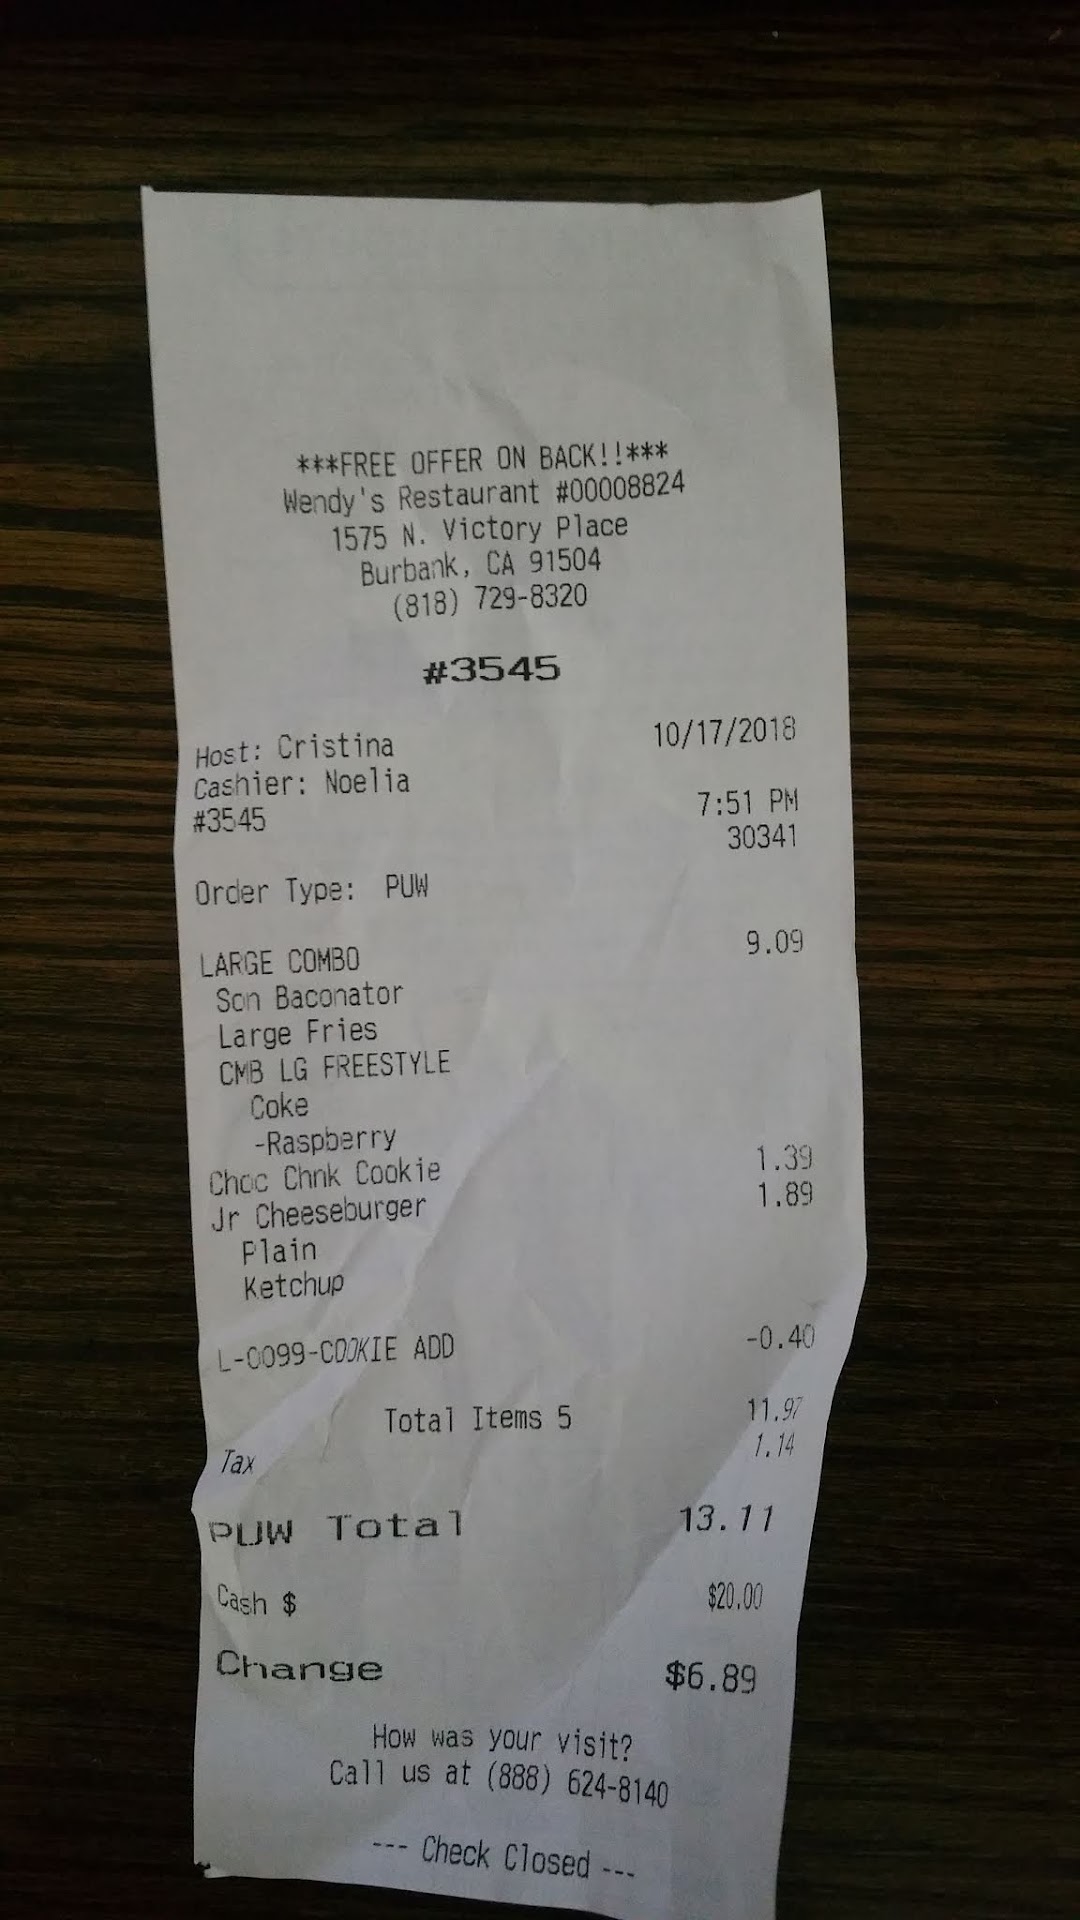 ***FREE OFFER ON BACK!!***
Wendy's Restaurant #00008824
1575 N. Victory Place
Burbank, CA 91504
(818) 729-8320
#3545
Host: Cristina 10/17/2018
Cashier: Noelia
7:51 PM
#3545
30341
Order Type: PUW
LARGE COMBO 9.09
Son Baconator
Large Fries
CMB LG FREESTYLE
Coke
-Raspberry
Choc Chnk Cookie 1.39
Jr Cheeseburger 1.89
Plain
Ketchup
L-0099-COOKIE ADD -0.40
Total Items 5 11.97
Tax 1.14
PUW Total 13.11
Cash $ $20.00
Change $6.89
How was your visit?
Call us at (888) 624-8140
--- Check Closed ---